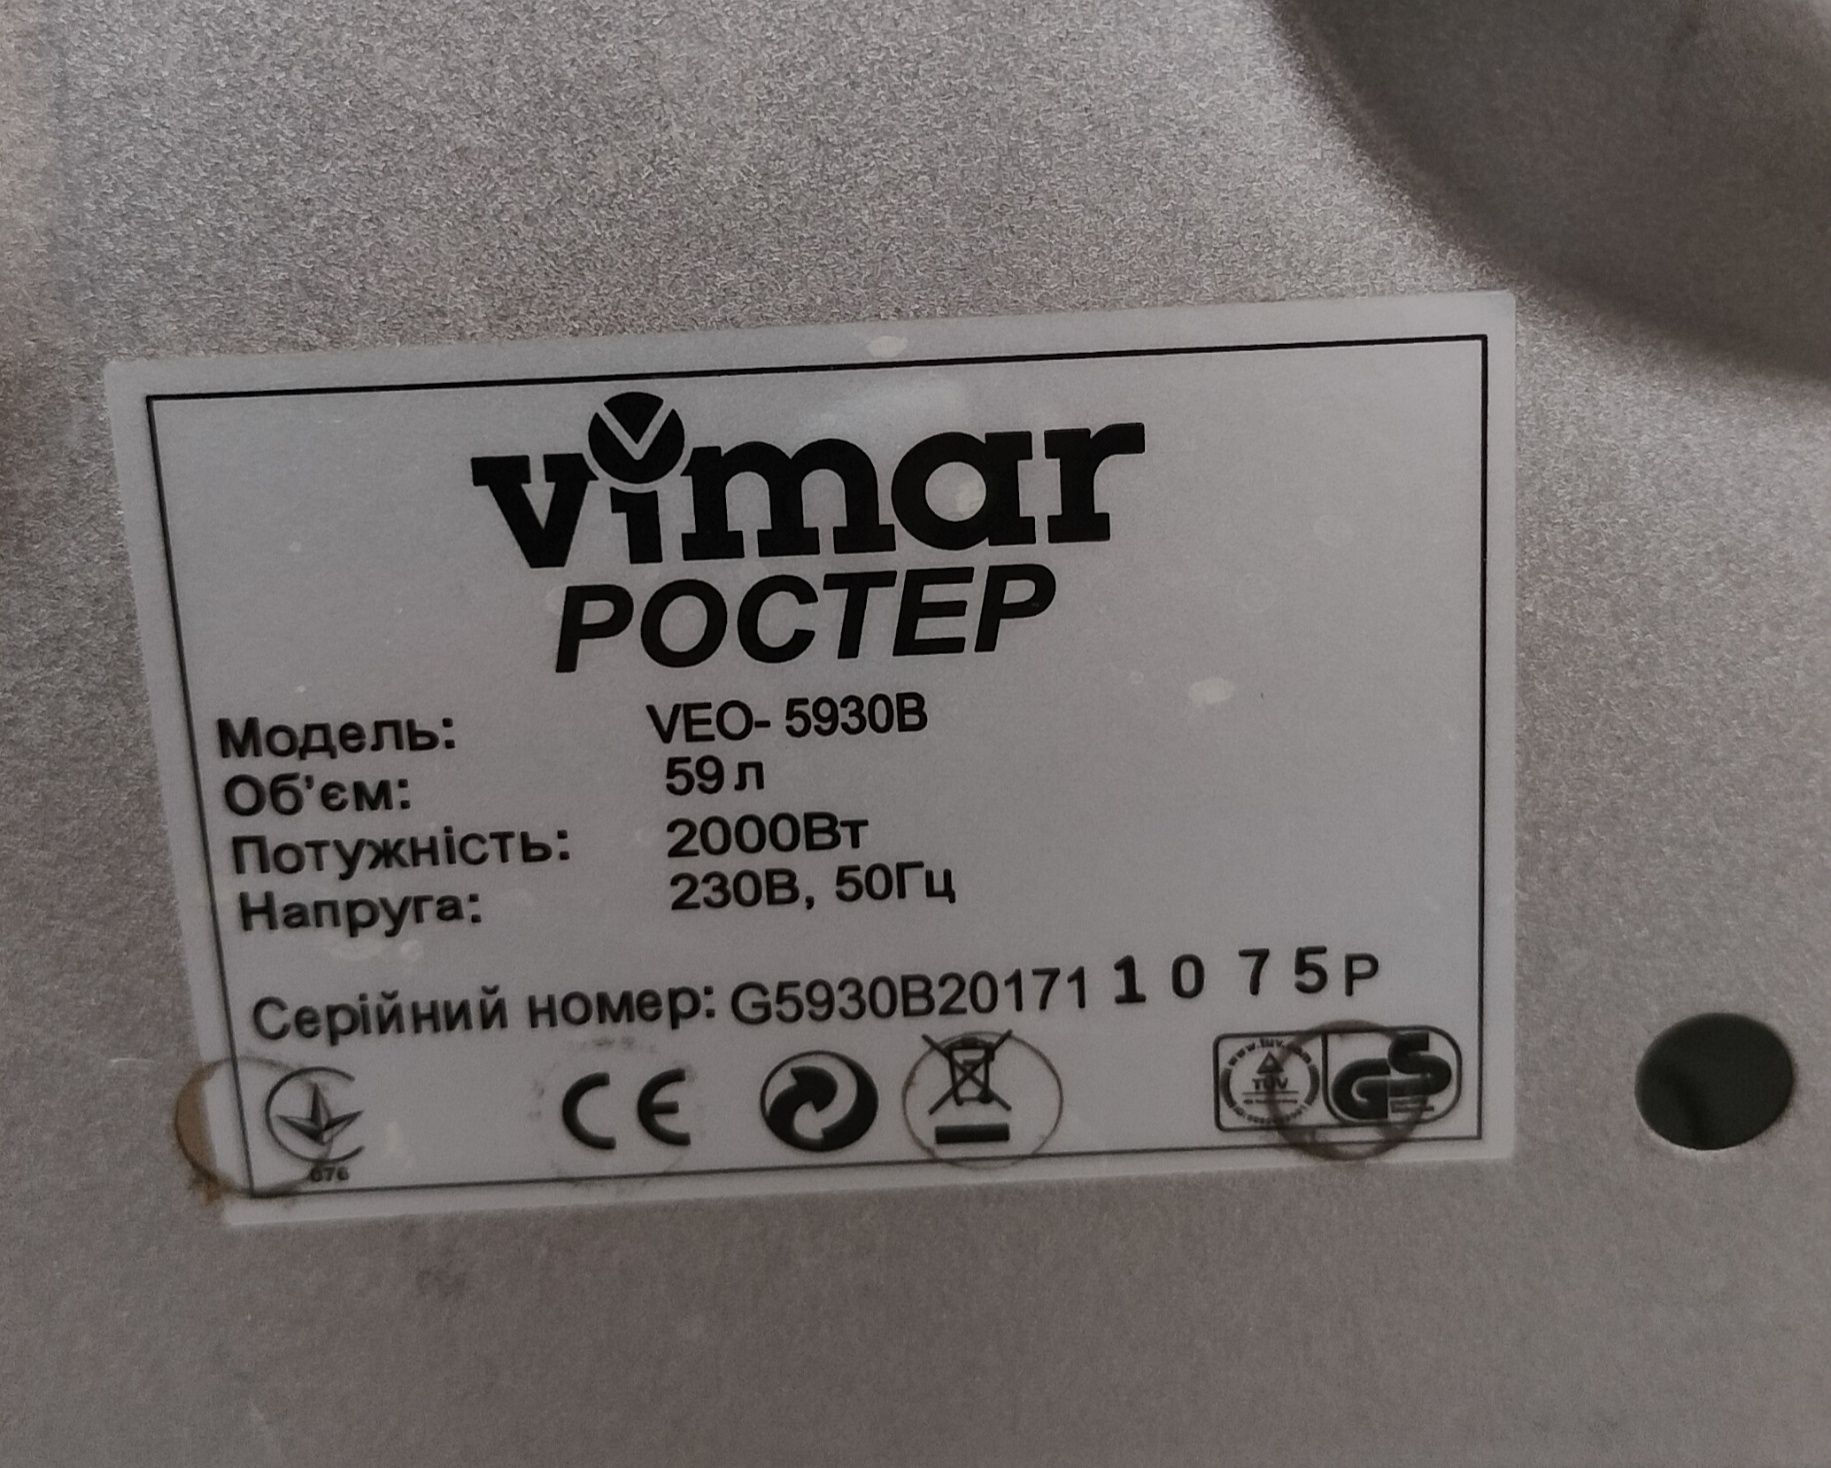 vimar
РОСТЕР
Модель: VEO- 5930B
Об'єм: 59 л
Потужність: 2000Вт
Напруга: 230В, 50Гц
Серійний номер: G5930B20171 1 0 7 5 P
CE
TÜV GS